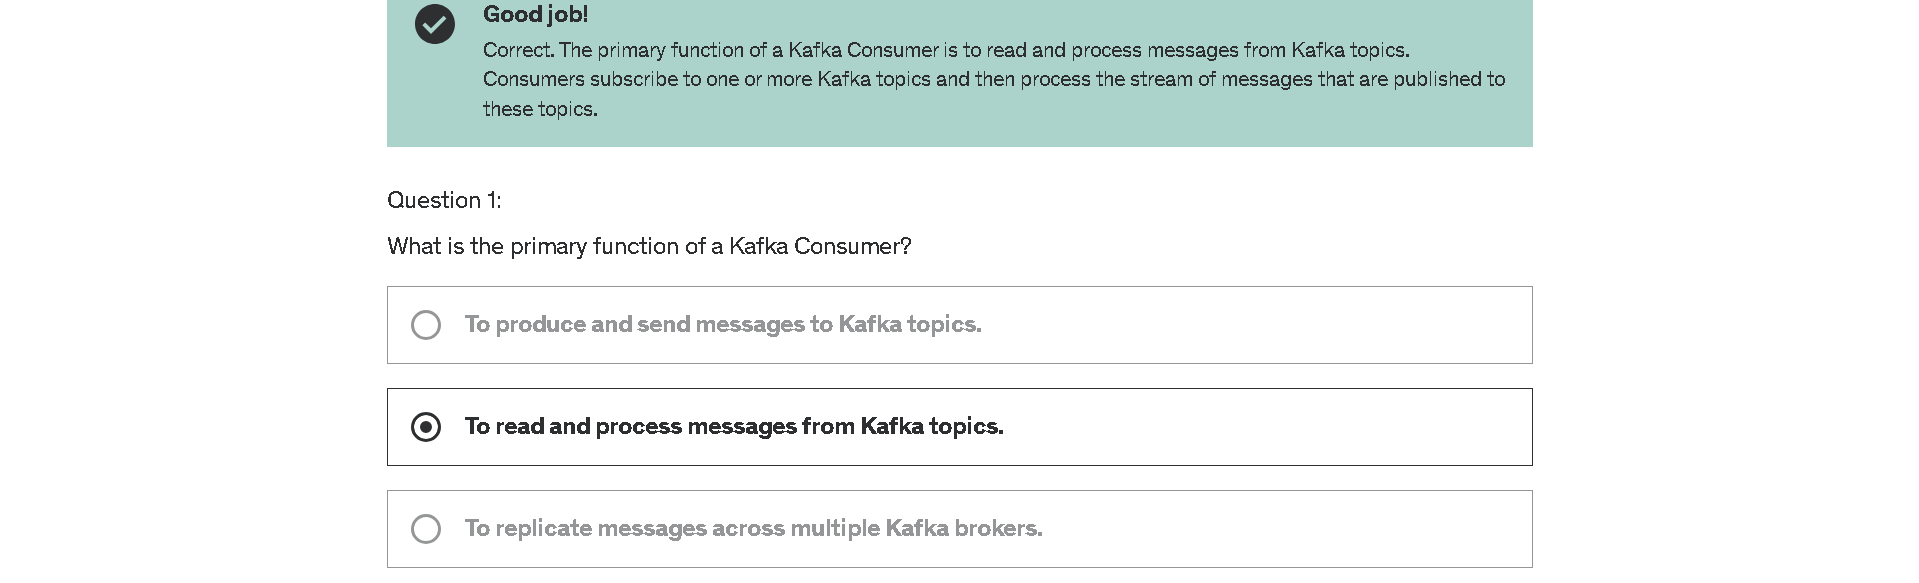 Good job!
Correct. The primary function of a Kafka Consumer is to read and process messages from Kafka topics.
Consumers subscribe to one or more Kafka topics and then process the stream of messages that are published to
these topics.
Question 1:
What is the primary function of a Kafka Consumer?
To produce and send messages to Kafka topics.
To read and process messages from Kafka topics.
To replicate messages across multiple Kafka brokers.